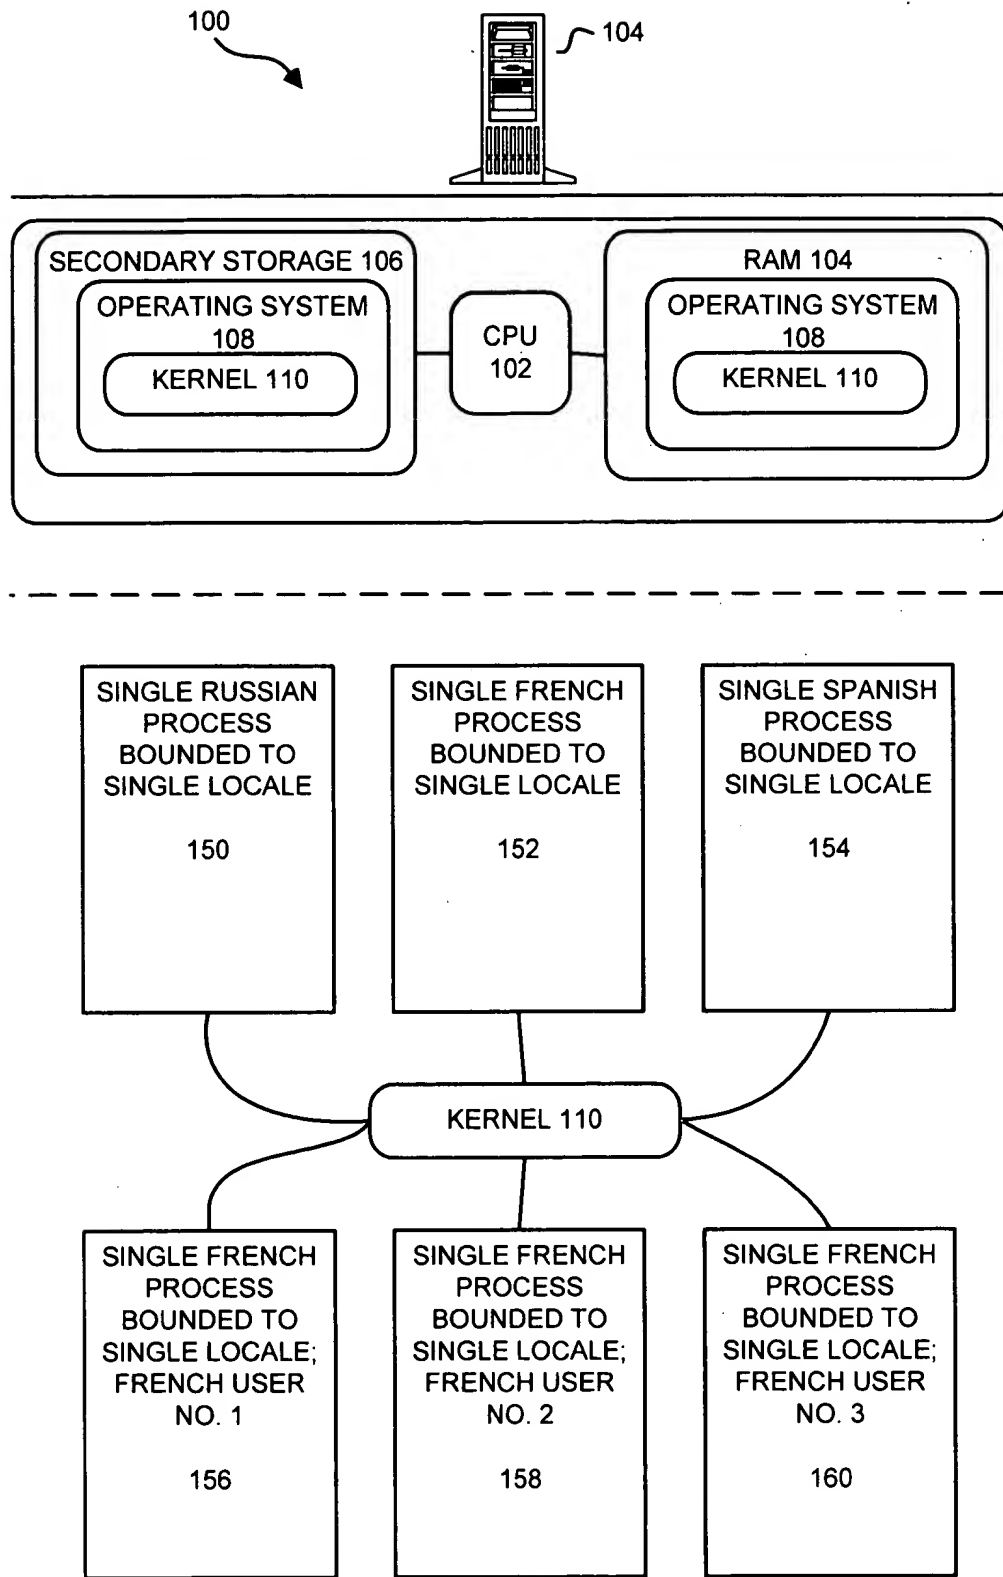 100
104
SECONDARY STORAGE 106
OPERATING SYSTEM
108
KERNEL 110
CPU
102
RAM 104
OPERATING SYSTEM
108
KERNEL 110
SINGLE RUSSIAN
PROCESS
BOUNDED TO
SINGLE LOCALE
150
SINGLE FRENCH
PROCESS
BOUNDED TO
SINGLE LOCALE
152
SINGLE SPANISH
PROCESS
BOUNDED TO
SINGLE LOCALE
154
KERNEL 110
SINGLE FRENCH
PROCESS
BOUNDED TO
SINGLE LOCALE;
FRENCH USER
NO. 1
156
SINGLE FRENCH
PROCESS
BOUNDED TO
SINGLE LOCALE;
FRENCH USER
NO. 2
158
SINGLE FRENCH
PROCESS
BOUNDED TO
SINGLE LOCALE;
FRENCH USER
NO. 3
160